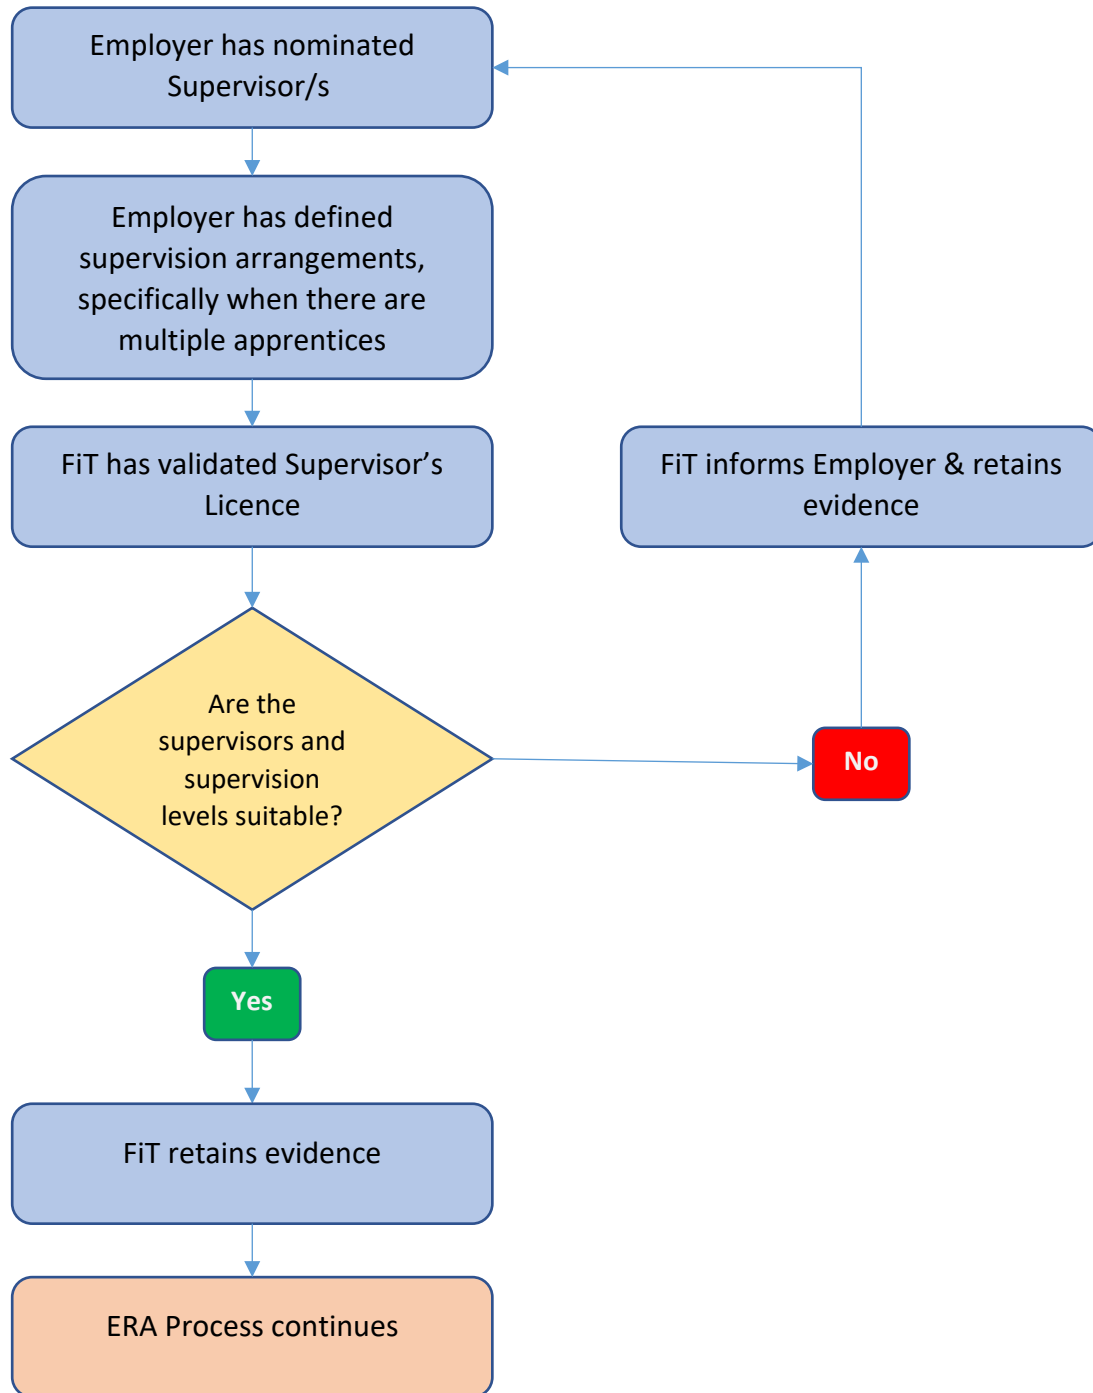 Employer has nominated
Supervisor/s
Employer has defined
supervision arrangements,
specifically when there are
multiple apprentices
FiT has validated Supervisor’s
Licence
FiT informs Employer & retains
evidence
Are the
supervisors and
supervision
levels suitable?
No
Yes
FiT retains evidence
ERA Process continues